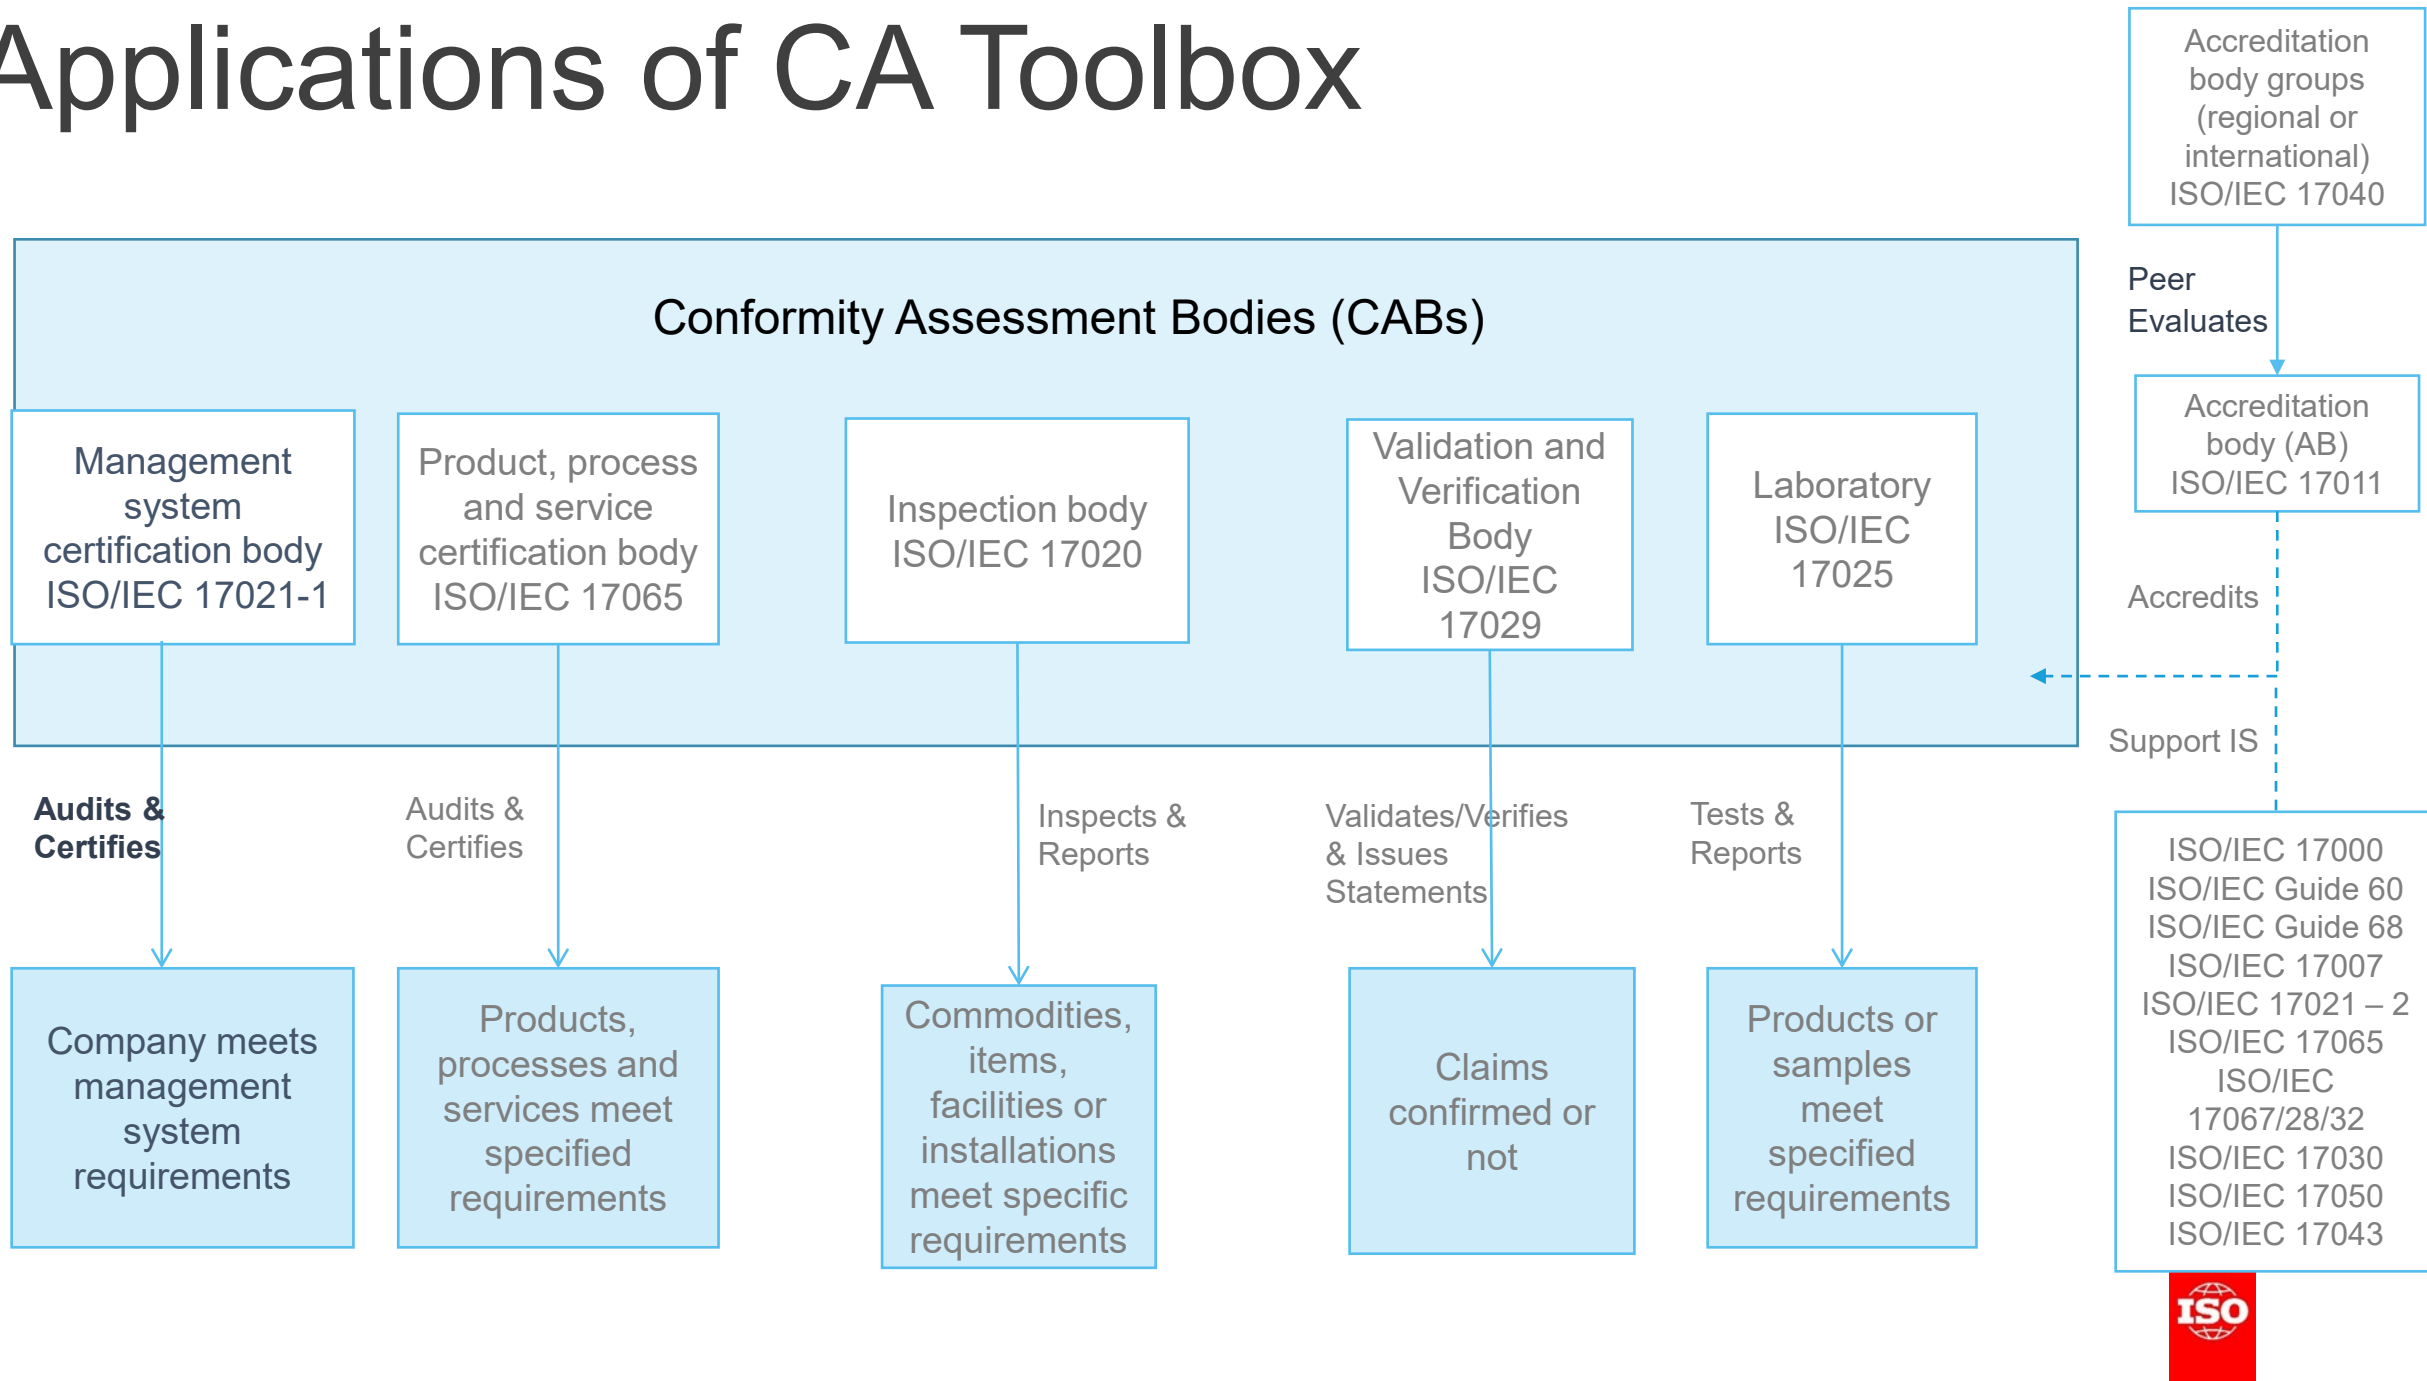 Applications of CA Toolbox
Accreditation
body groups
(regional or
international)
ISO/IEC 17040
Peer
Evaluates
Accreditation
body (AB)
ISO/IEC 17011
Accredits
Support IS
Conformity Assessment Bodies (CABs)
Management
system
certification body
ISO/IEC 17021-1
Product, process
and service
certification body
ISO/IEC 17065
Inspection body
ISO/IEC 17020
Validation and
Verification
Body
ISO/IEC
17029
Laboratory
ISO/IEC
17025
Audits &
Certifies
Audits &
Certifies
Inspects &
Reports
Validates/Verifies
& Issues
Statements
Tests &
Reports
Company meets
management
system
requirements
Products,
processes and
services meet
specified
requirements
Commodities,
items,
facilities or
installations
meet specific
requirements
Claims
confirmed or
not
Products or
samples
meet
specified
requirements
ISO/IEC 17000
ISO/IEC Guide 60
ISO/IEC Guide 68
ISO/IEC 17007
ISO/IEC 17021 – 2
ISO/IEC 17065
ISO/IEC
17067/28/32
ISO/IEC 17030
ISO/IEC 17050
ISO/IEC 17043
ISO